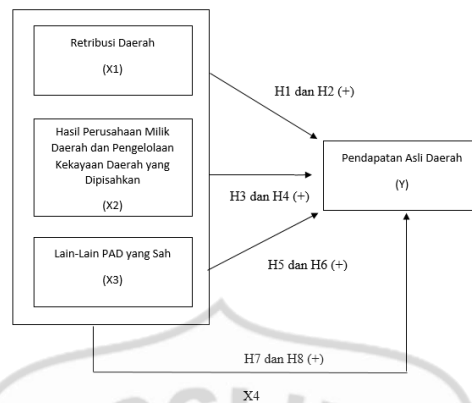 Retribusi Daerah
(X1)
H1 dan H2 (+)
Hasil Perusahaan Milik
Daerah dan Pengelolaan
Kekayaan Daerah yang
Dipisahkan
(X2)
H3 dan H4 (+)
Pendapatan Asli Daerah
(Y)
Lain-Lain PAD yang Sah
(X3)
H5 dan H6 (+)
H7 dan H8 (+)
X4